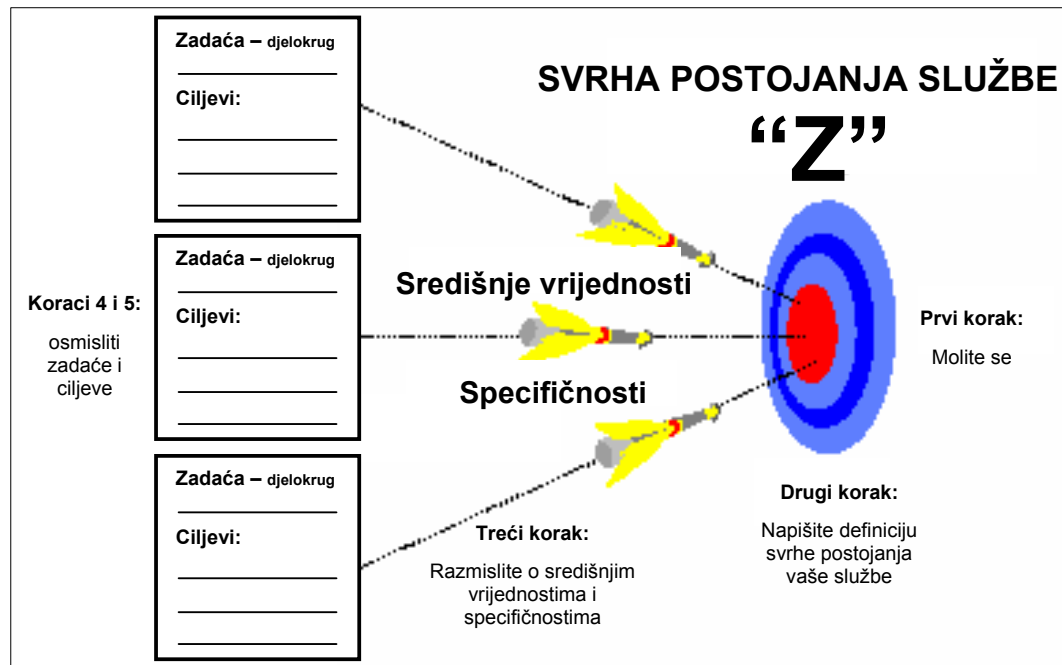 SVRHA POSTOJANJA SLUŽBE
“Z”
Zadaća – djelokrug
Ciljevi:
Zadaća – djelokrug
Ciljevi:
Zadaća – djelokrug
Ciljevi:
Koraci 4 i 5:
osmisliti
zadaće i
ciljeve
Središnje vrijednosti
Specifičnosti
Prvi korak:
Molite se
Drugi korak:
Napišite definiciju
svrhe postojanja
vaše službe
Treći korak:
Razmislite o središnjim
vrijednostima i
specifičnostima